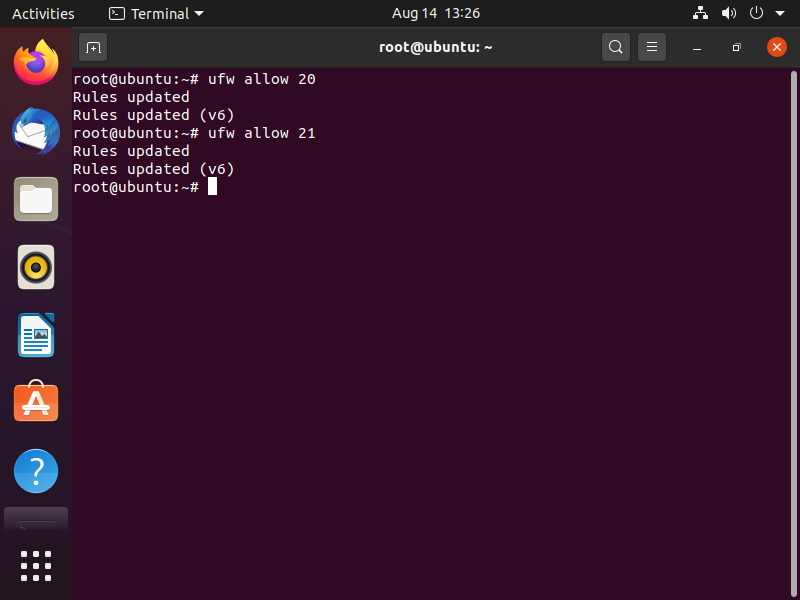 Activities
Terminal
Aug 14 13:26
root@ubuntu: ~
root@ubuntu:~# ufw allow 20
Rules updated
Rules updated (v6)
root@ubuntu:~# ufw allow 21
Rules updated
Rules updated (v6)
root@ubuntu:~#